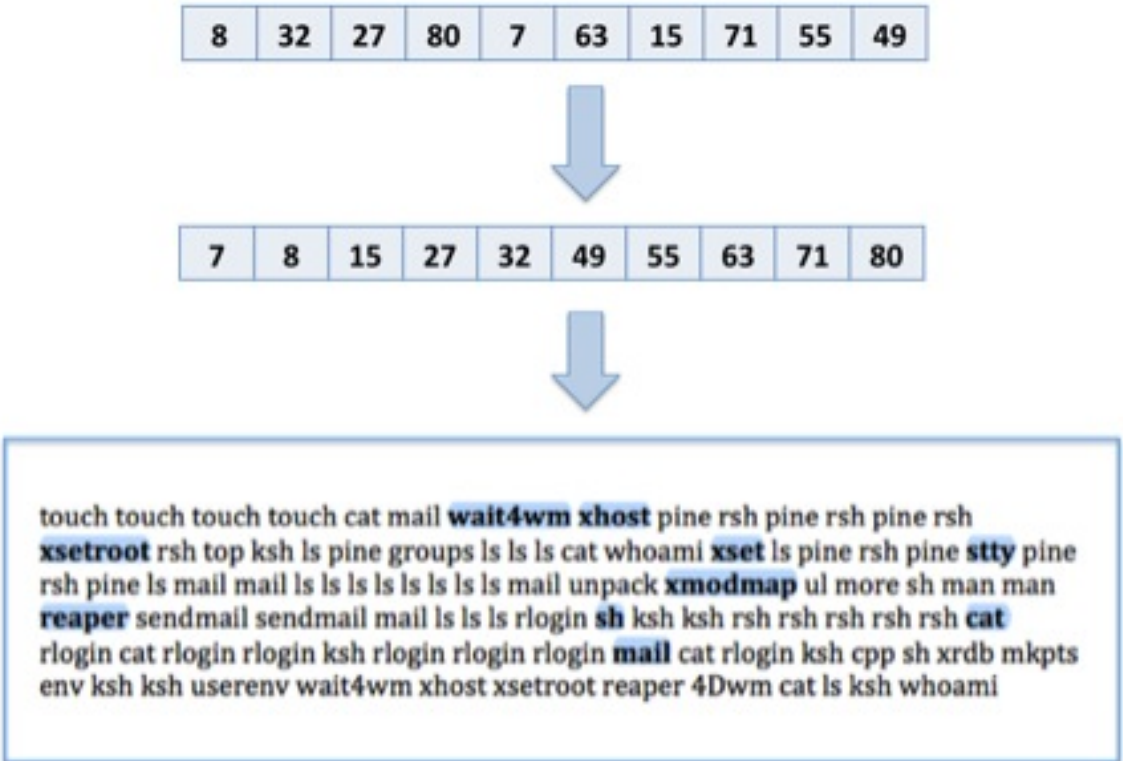 8 32 27 80 7 63 15 71 55 49
7 8 15 27 32 49 55 63 71 80
touch touch touch touch cat mail wait4wm xhost pine rsh pine rsh pine rsh
xsetroot rsh top ksh ls pine groups ls ls ls cat whoami xset ls pine rsh pine stty pine
rsh pine ls mail mail ls ls ls ls ls ls ls ls mail unpack xmodmap ul more sh man man
reaper sendmail sendmail mail ls ls ls rlogin sh ksh ksh rsh rsh rsh rsh rsh cat
rlogin cat rlogin rlogin ksh rlogin rlogin rlogin mail cat rlogin ksh cpp sh xrdb mkpts
env ksh ksh userenv wait4wm xhost xsetroot reaper 4Dwm cat ls ksh whoami